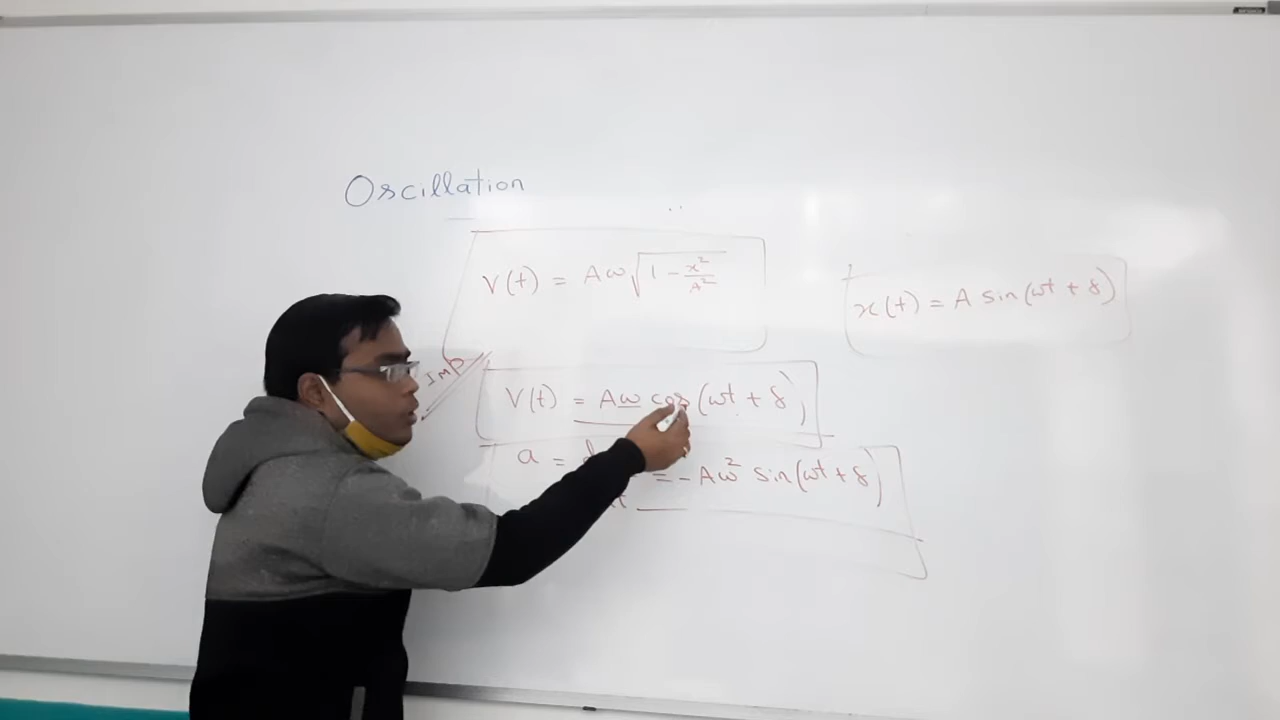 Oscillation
V(t) = Aω√(1 - x²/A²)
x(t) = A sin(ωt + δ)
IMP
V(t) = Aω cos(ωt + δ)
a = = -Aω² sin(ωt + δ)